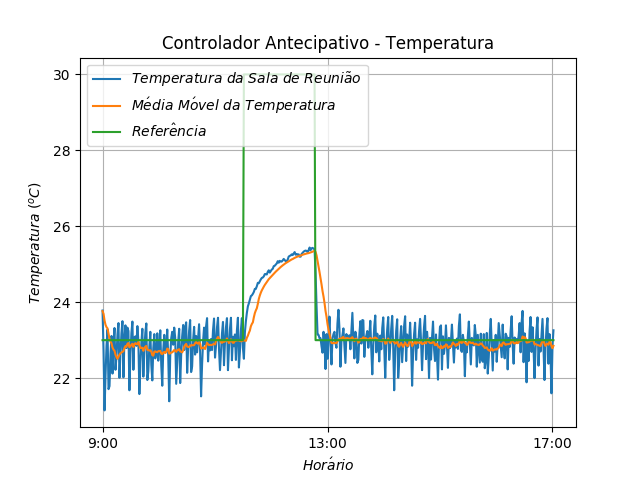 Controlador Antecipativo - Temperatura
Temperatura da Sala de Reunião
Média Móvel da Temperatura
Referência
Temperatura (°C)
30
28
26
24
22
9:00 13:00 17:00
Horário